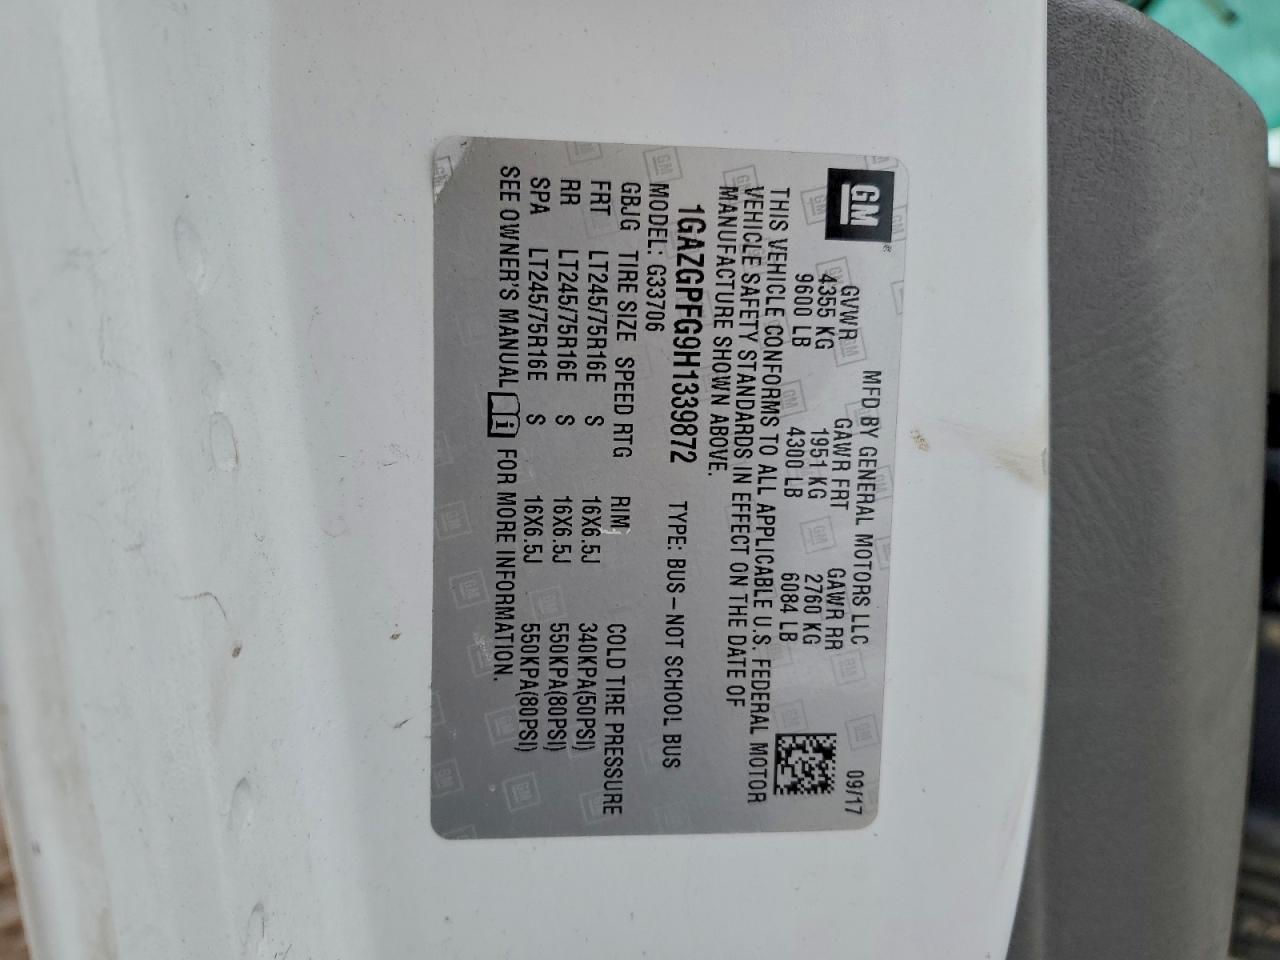 GM®
MFD BY GENERAL MOTORS LLC 09/17
GVWR GAWR FRT GAWR RR
4355 KG 1951 KG 2760 KG
9600 LB 4300 LB 6084 LB
THIS VEHICLE CONFORMS TO ALL APPLICABLE U.S. FEDERAL MOTOR
VEHICLE SAFETY STANDARDS IN EFFECT ON THE DATE OF
MANUFACTURE SHOWN ABOVE.
1GAZGPFG9H1339872 TYPE: BUS – NOT SCHOOL BUS
MODEL: G33706
GBJG TIRE SIZE SPEED RTG RIM COLD TIRE PRESSURE
FRT LT245/75R16E S 16X6.5J 340KPA(50PSI)
RR LT245/75R16E S 16X6.5J 550KPA(80PSI)
SPA LT245/75R16E S 16X6.5J 550KPA(80PSI)
SEE OWNER'S MANUAL i FOR MORE INFORMATION.